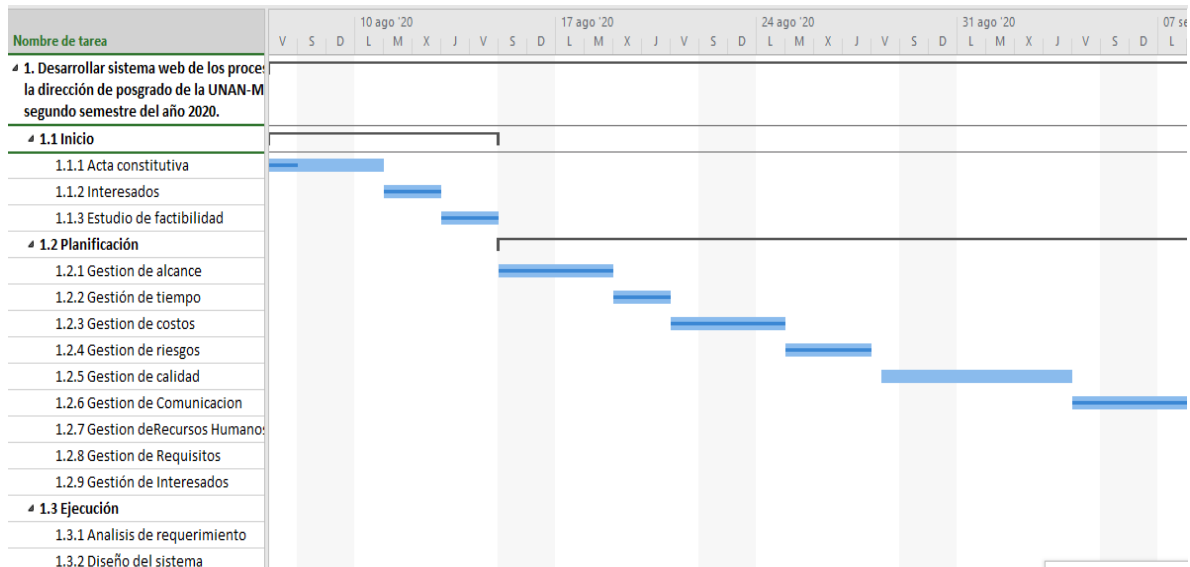 10 ago '20 17 ago '20 24 ago '20 31 ago '20 07 se
Nombre de tarea V S D L M X J V S D L M X J V S D L M X J V S D L M X J V S D L
1. Desarrollar sistema web de los proce
la dirección de posgrado de la UNAN-M
segundo semestre del año 2020.
1.1 Inicio
1.1.1 Acta constitutiva
1.1.2 Interesados
1.1.3 Estudio de factibilidad
1.2 Planificación
1.2.1 Gestion de alcance
1.2.2 Gestión de tiempo
1.2.3 Gestion de costos
1.2.4 Gestion de riesgos
1.2.5 Gestion de calidad
1.2.6 Gestion de Comunicacion
1.2.7 Gestion deRecursos Humanos
1.2.8 Gestion de Requisitos
1.2.9 Gestión de Interesados
1.3 Ejecución
1.3.1 Analisis de requerimiento
1.3.2 Diseño del sistema